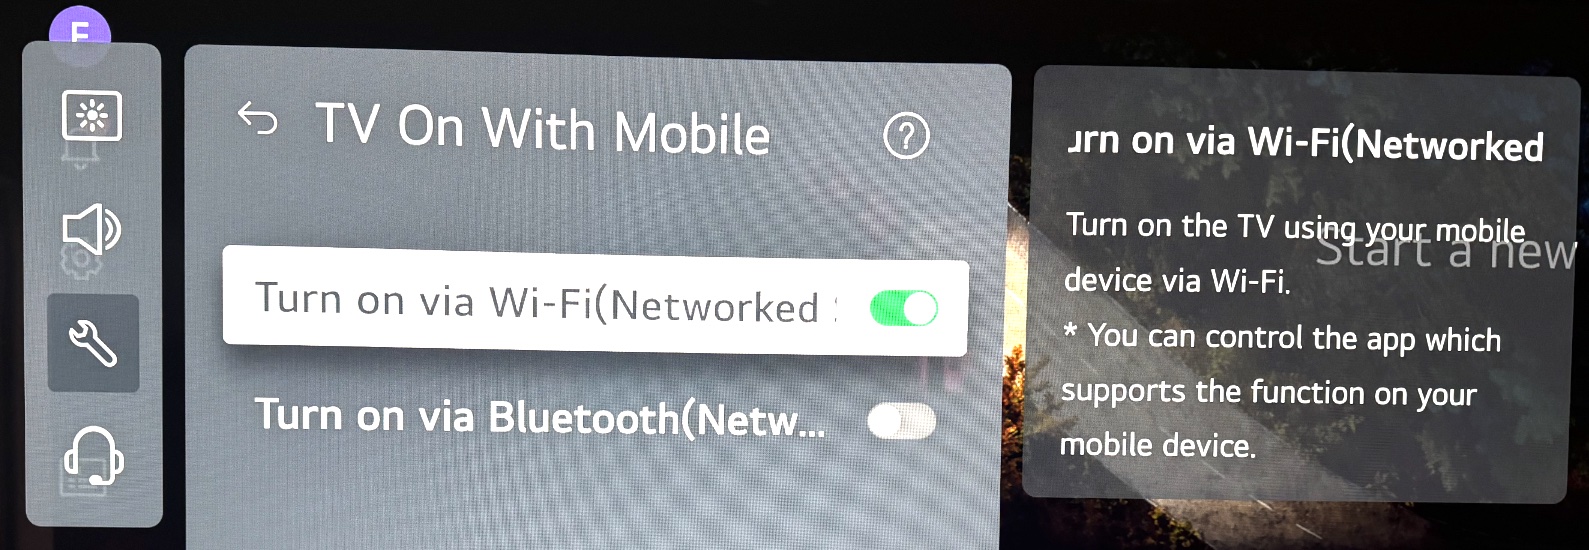 E
TV On With Mobile
Turn on via Wi-Fi(Networked
Turn on via Bluetooth(Netw...
urn on via Wi-Fi(Networked
Turn on the TV using your mobile
Start a new
device via Wi-Fi.
* You can control the app which
supports the function on your
mobile device.